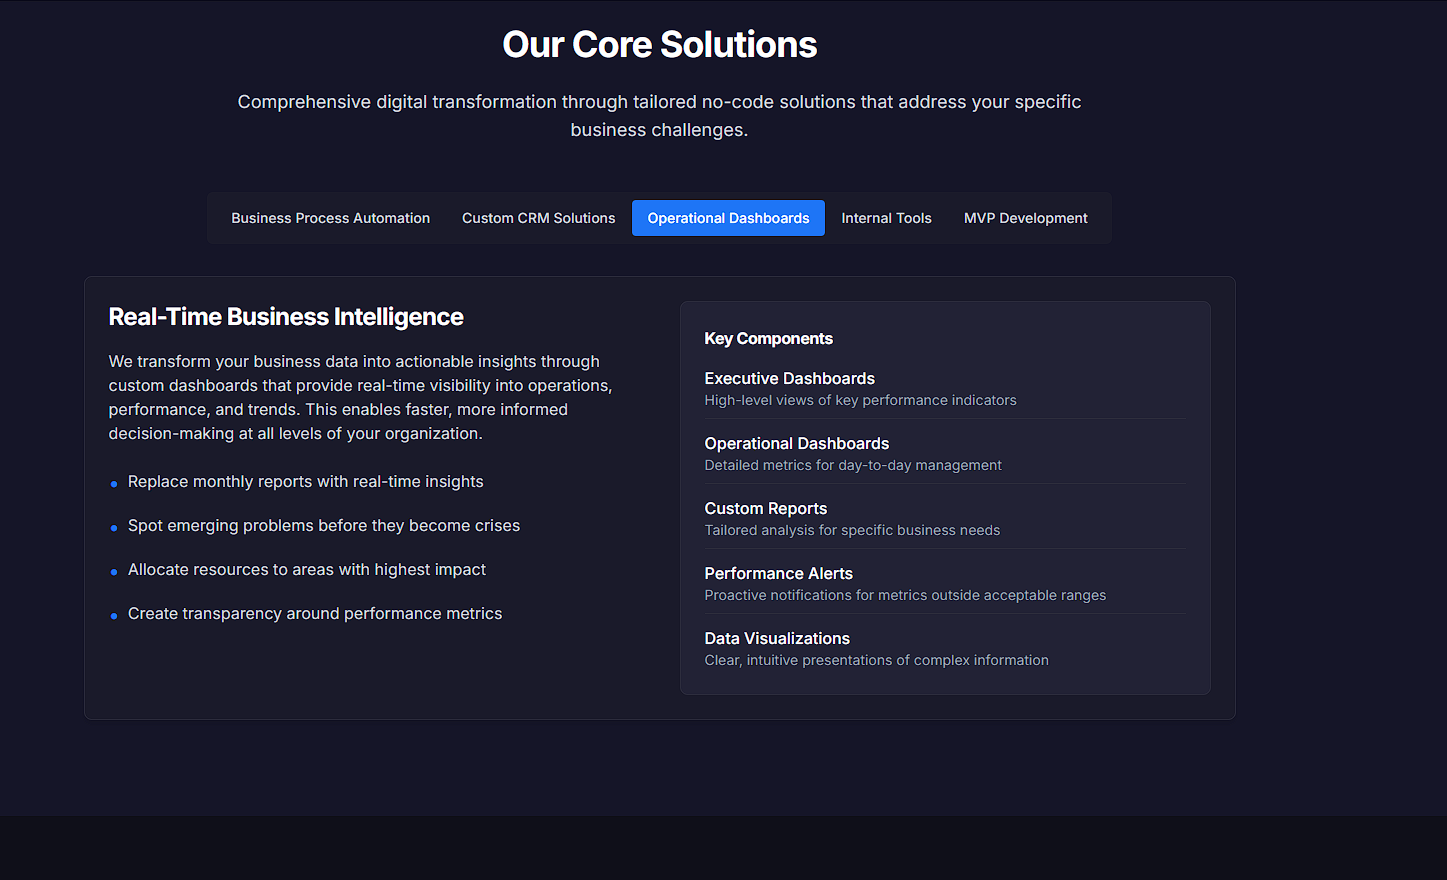 Our Core Solutions
Comprehensive digital transformation through tailored no-code solutions that address your specific
business challenges.
Business Process Automation
Custom CRM Solutions
Operational Dashboards
Internal Tools
MVP Development
Real-Time Business Intelligence
We transform your business data into actionable insights through
custom dashboards that provide real-time visibility into operations,
performance, and trends. This enables faster, more informed
decision-making at all levels of your organization.
Replace monthly reports with real-time insights
Spot emerging problems before they become crises
Allocate resources to areas with highest impact
Create transparency around performance metrics
Key Components
Executive Dashboards
High-level views of key performance indicators
Operational Dashboards
Detailed metrics for day-to-day management
Custom Reports
Tailored analysis for specific business needs
Performance Alerts
Proactive notifications for metrics outside acceptable ranges
Data Visualizations
Clear, intuitive presentations of complex information